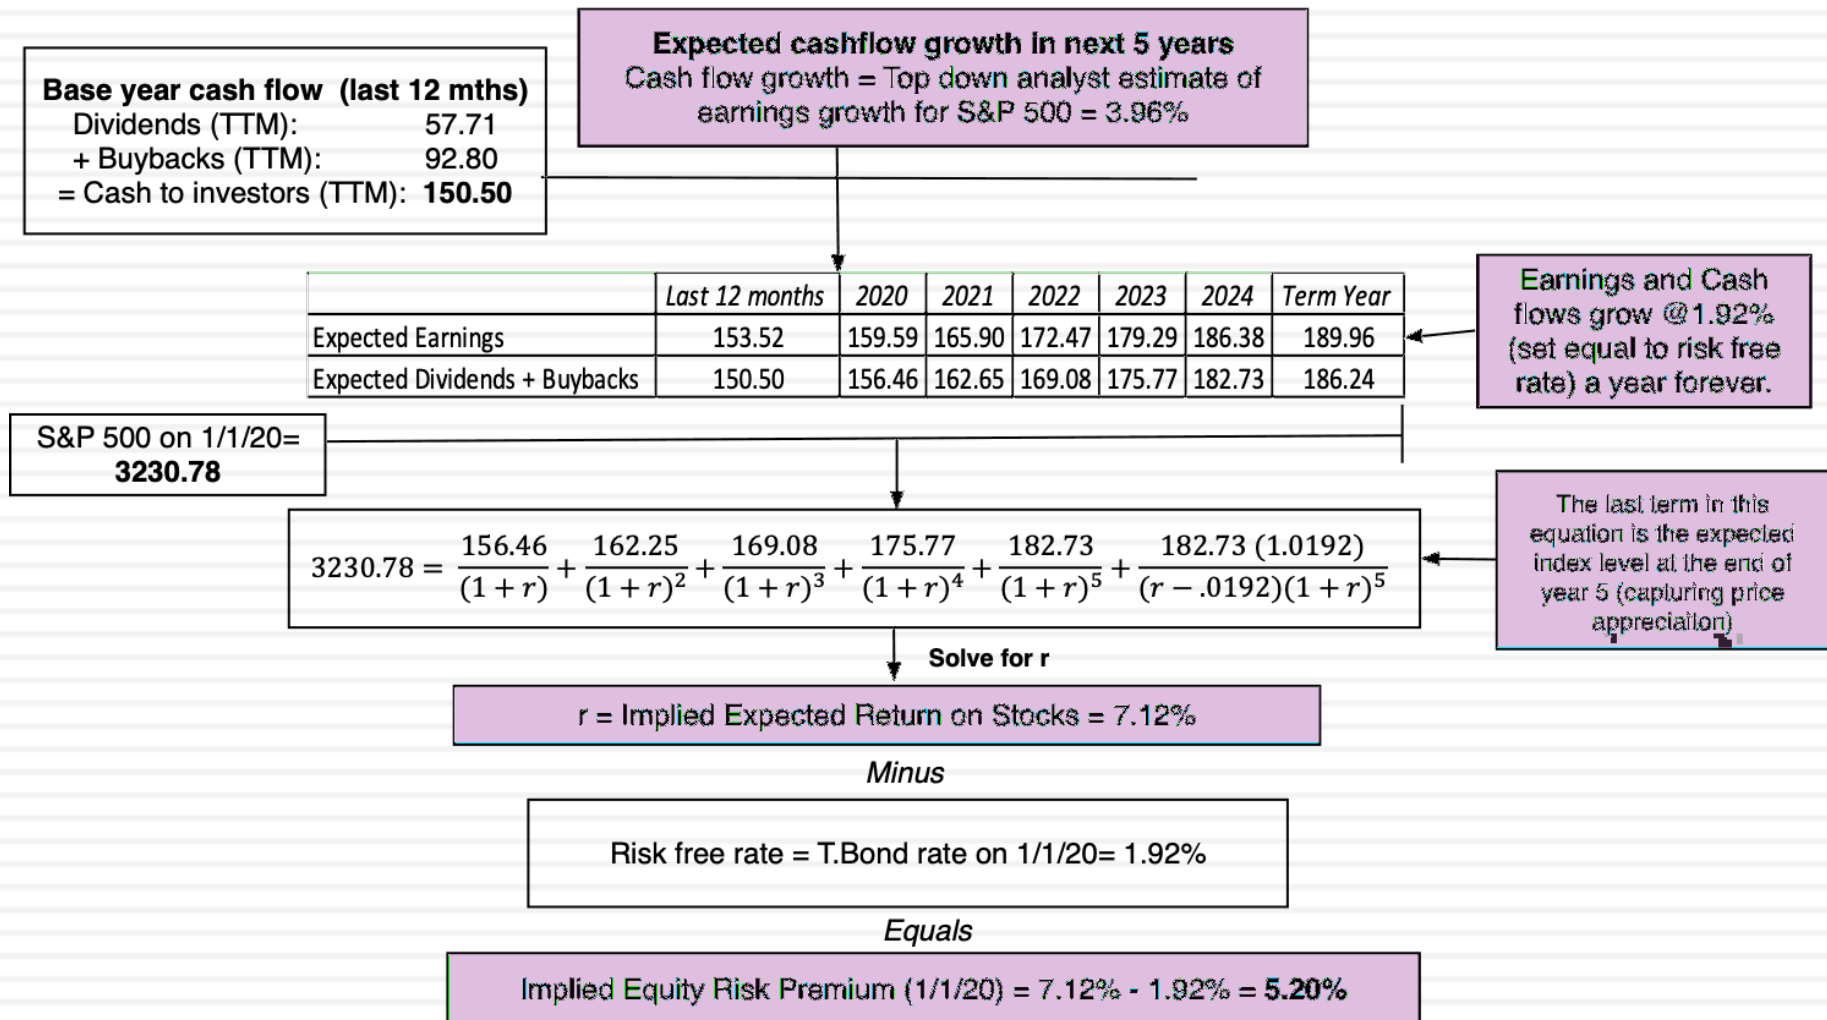 Expected cashflow growth in next 5 years
Cash flow growth = Top down analyst estimate of
earnings growth for S&P 500 = 3.96%
Base year cash flow (last 12 mths)
Dividends (TTM): 57.71
+ Buybacks (TTM): 92.80
= Cash to investors (TTM): 150.50
Last 12 months 2020 2021 2022 2023 2024 Term Year
Expected Earnings 153.52 159.59 165.90 172.47 179.29 186.38 189.96
Expected Dividends + Buybacks 150.50 156.46 162.65 169.08 175.77 182.73 186.24
Earnings and Cash
flows grow @1.92%
(set equal to risk free
rate) a year forever.
S&P 500 on 1/1/20=
3230.78
3230.78 = 156.46/(1 + r) + 162.25/(1 + r)² + 169.08/(1 + r)³ + 175.77/(1 + r)⁴ + 182.73/(1 + r)⁵ + 182.73 (1.0192)/(r − .0192)(1 + r)⁵
The last term in this
equation is the expected
index level at the end of
year 5 (capturing price
appreciation)
Solve for r
r = Implied Expected Return on Stocks = 7.12%
Minus
Risk free rate = T.Bond rate on 1/1/20= 1.92%
Equals
Implied Equity Risk Premium (1/1/20) = 7.12% - 1.92% = 5.20%